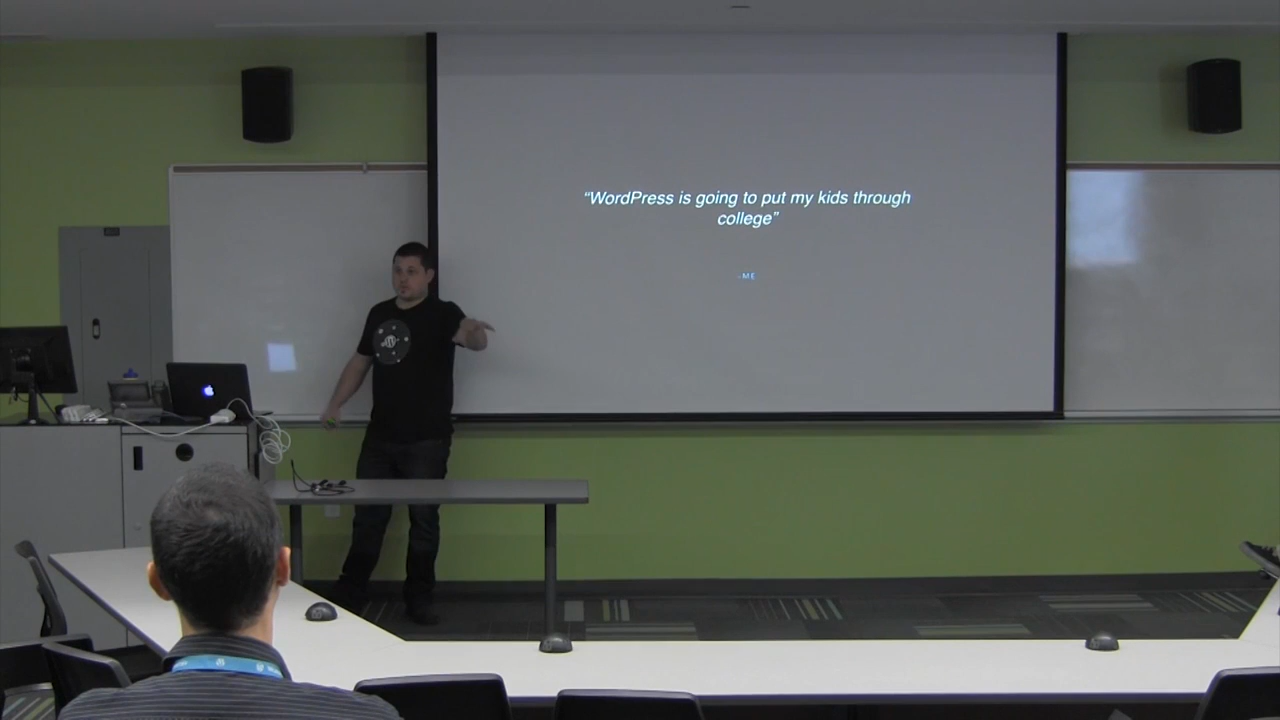 “WordPress is going to put my kids through
college”
–ME